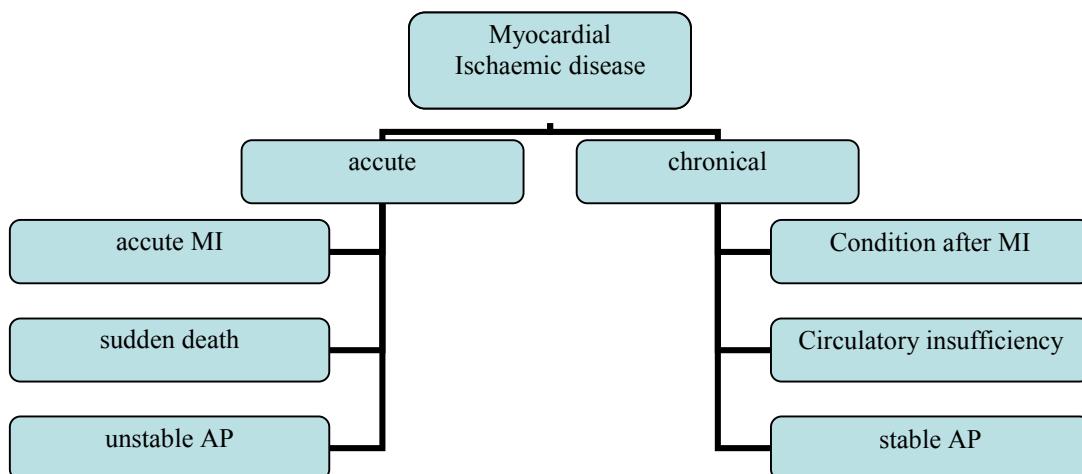 Myocardial
Ischaemic disease
accute
chronical
accute MI
Condition after MI
sudden death
Circulatory insufficiency
unstable AP
stable AP